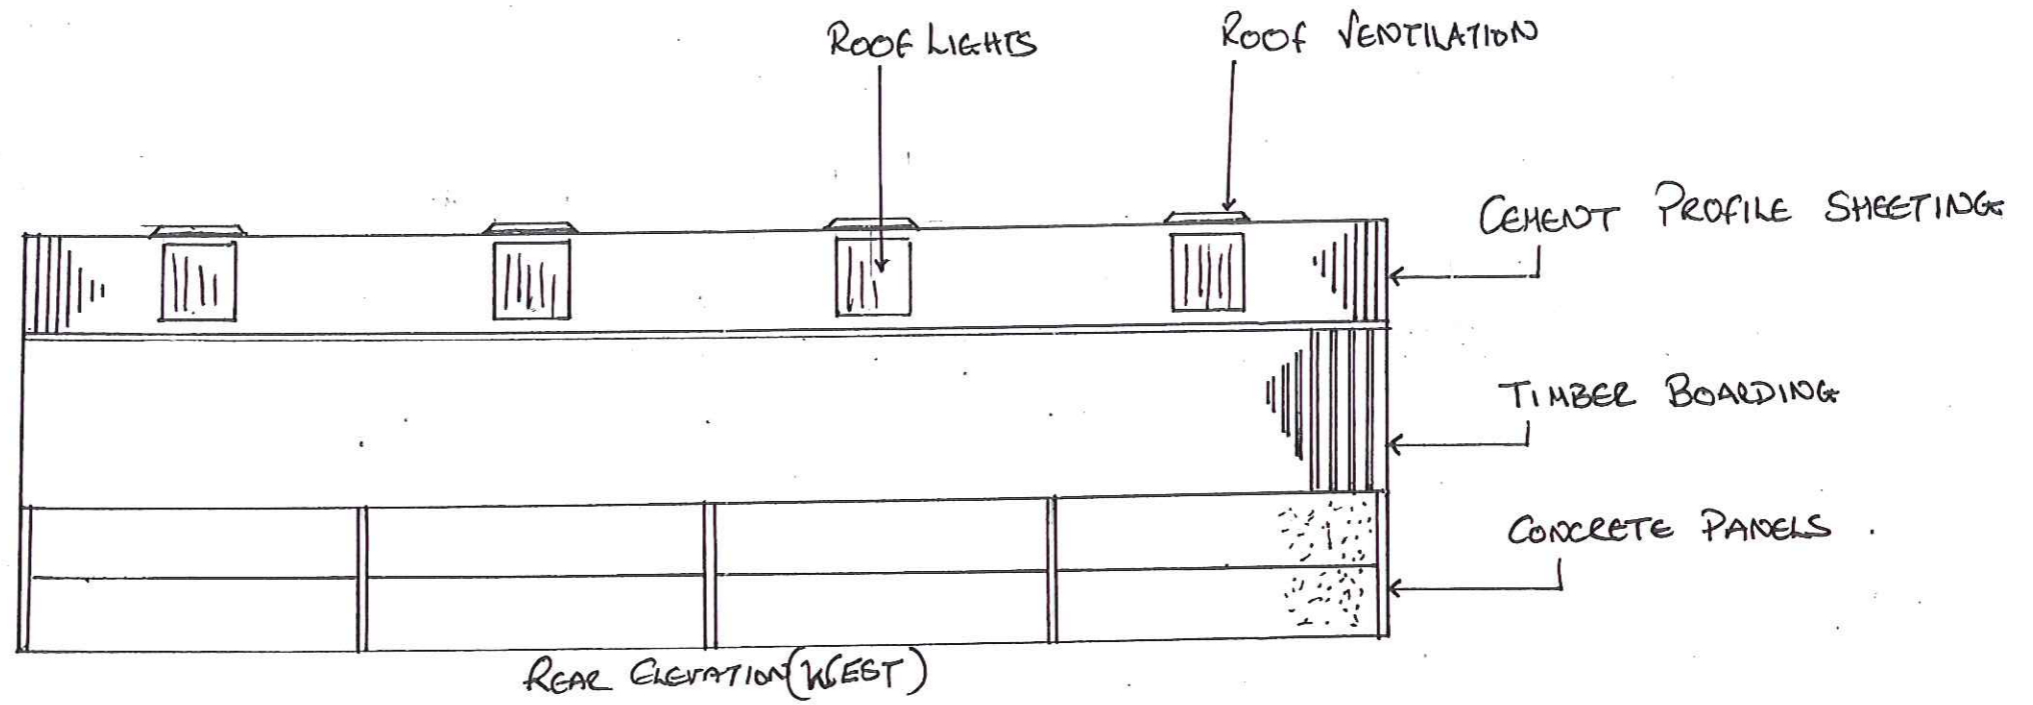 ROOF LIGHTS
ROOF VENTILATION
CEMENT PROFILE SHEETING
TIMBER BOARDING
CONCRETE PANELS
REAR ELEVATION (WEST)